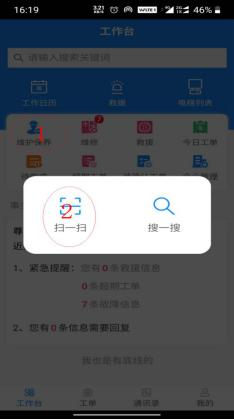 16:19
3.21
46%
工作台
请输入搜索关键词
工作日历 救援 电梯列表
1
7
维护保养 维修 救援 今日工单
2
扫一扫 搜一搜
1、紧急提醒：您有0条救援信息
0条超期工单
7条故障信息
2、您有0条信息需要回复
我也是有底线的
工作台 工单 通讯录 我的